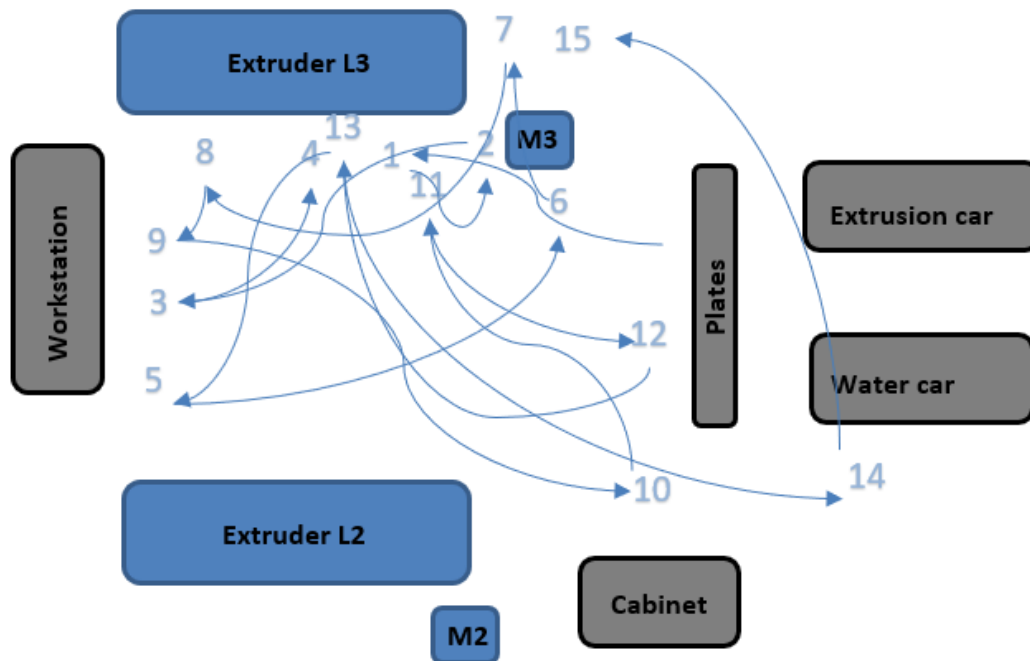 7
15
Extruder L3
13
M3
8
4
1
2
11
6
9
Extrusion car
Workstation
Plates
3
12
5
Water car
10
14
Extruder L2
Cabinet
M2